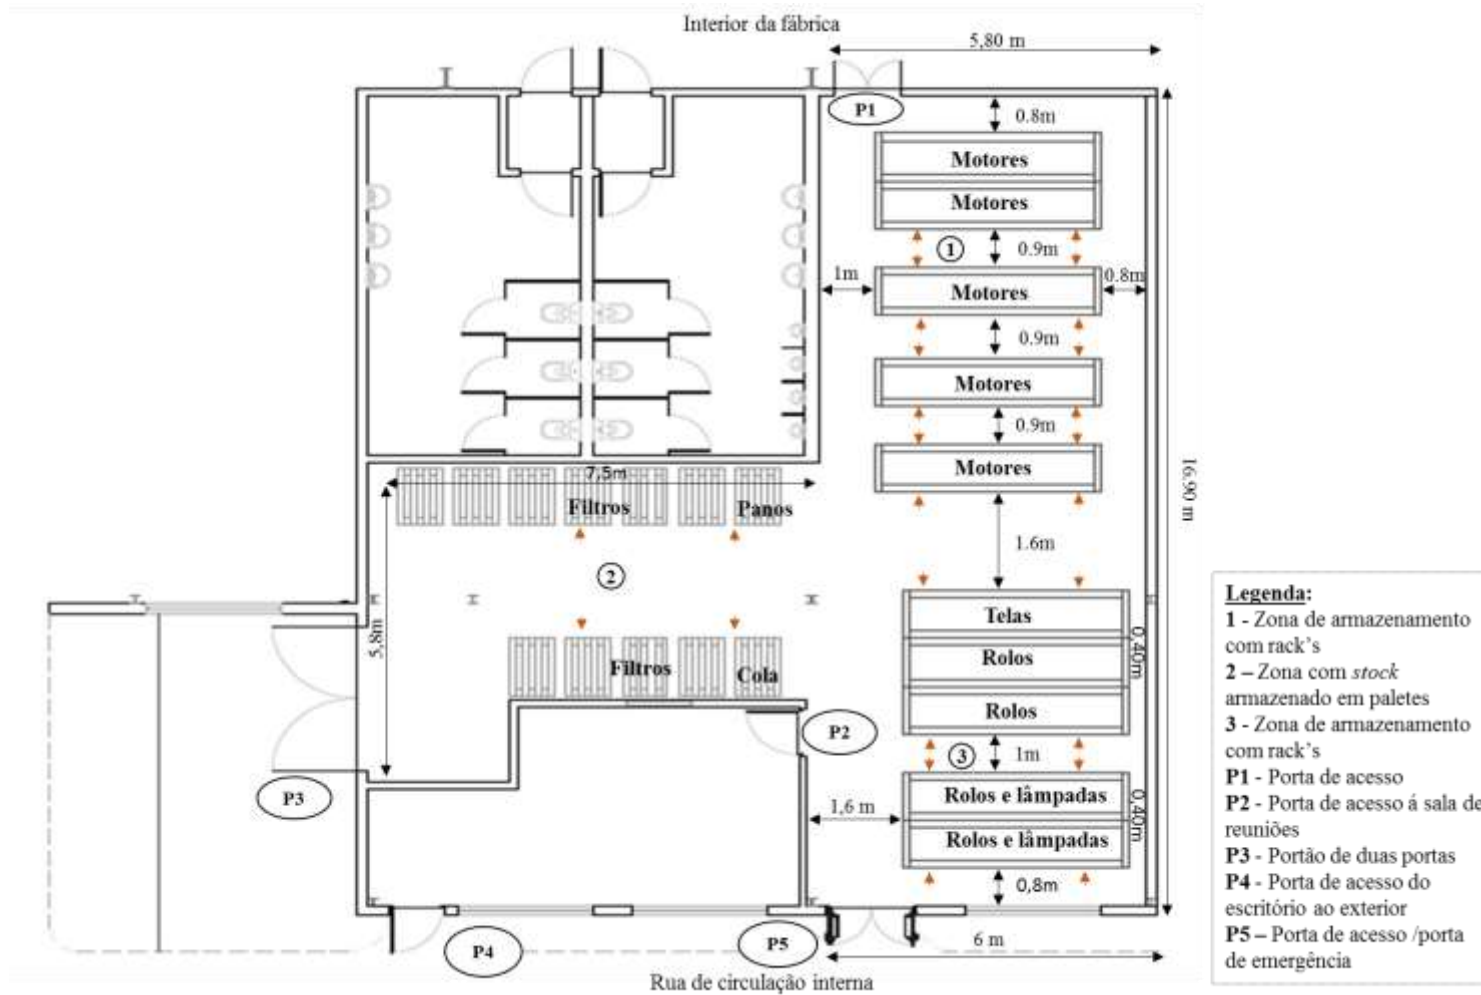 Interior da fábrica
5,80 m
P1
0.8m
Motores
Motores
1
0.9m
1m
0.8m
Motores
0.9m
Motores
0.9m
Motores
16.90 m
7,5m
Filtros
Panos
1.6m
2
5,8m
Telas
Rolos
0,40m
Rolos
Filtros
Cola
P2
3
1m
P3
1,6 m
Rolos e lâmpadas
0,40m
Rolos e lâmpadas
0,8m
P4
P5
6 m
Rua de circulação interna
Legenda:
1 - Zona de armazenamento
com rack's
2 – Zona com stock
armazenado em paletes
3 - Zona de armazenamento
com rack's
P1 - Porta de acesso
P2 - Porta de acesso á sala de
reuniões
P3 - Portão de duas portas
P4 - Porta de acesso do
escritório ao exterior
P5 – Porta de acesso /porta
de emergência